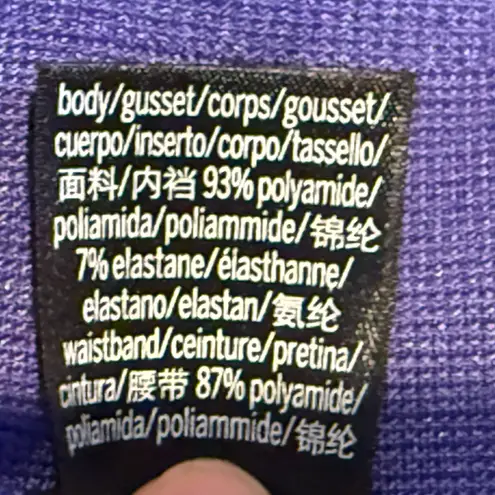 body/gusset/corps/gousset/
cuerpo/inserto/corpo/tassello/
面料/内裆 93% polyamide/
poliamida/poliammide/锦纶
7% elastane/élasthanne/
elastano/elastan/氨纶
waistband/ceinture/pretina/
cintura/腰带 87% polyamide/
poliamida/poliammide/锦纶